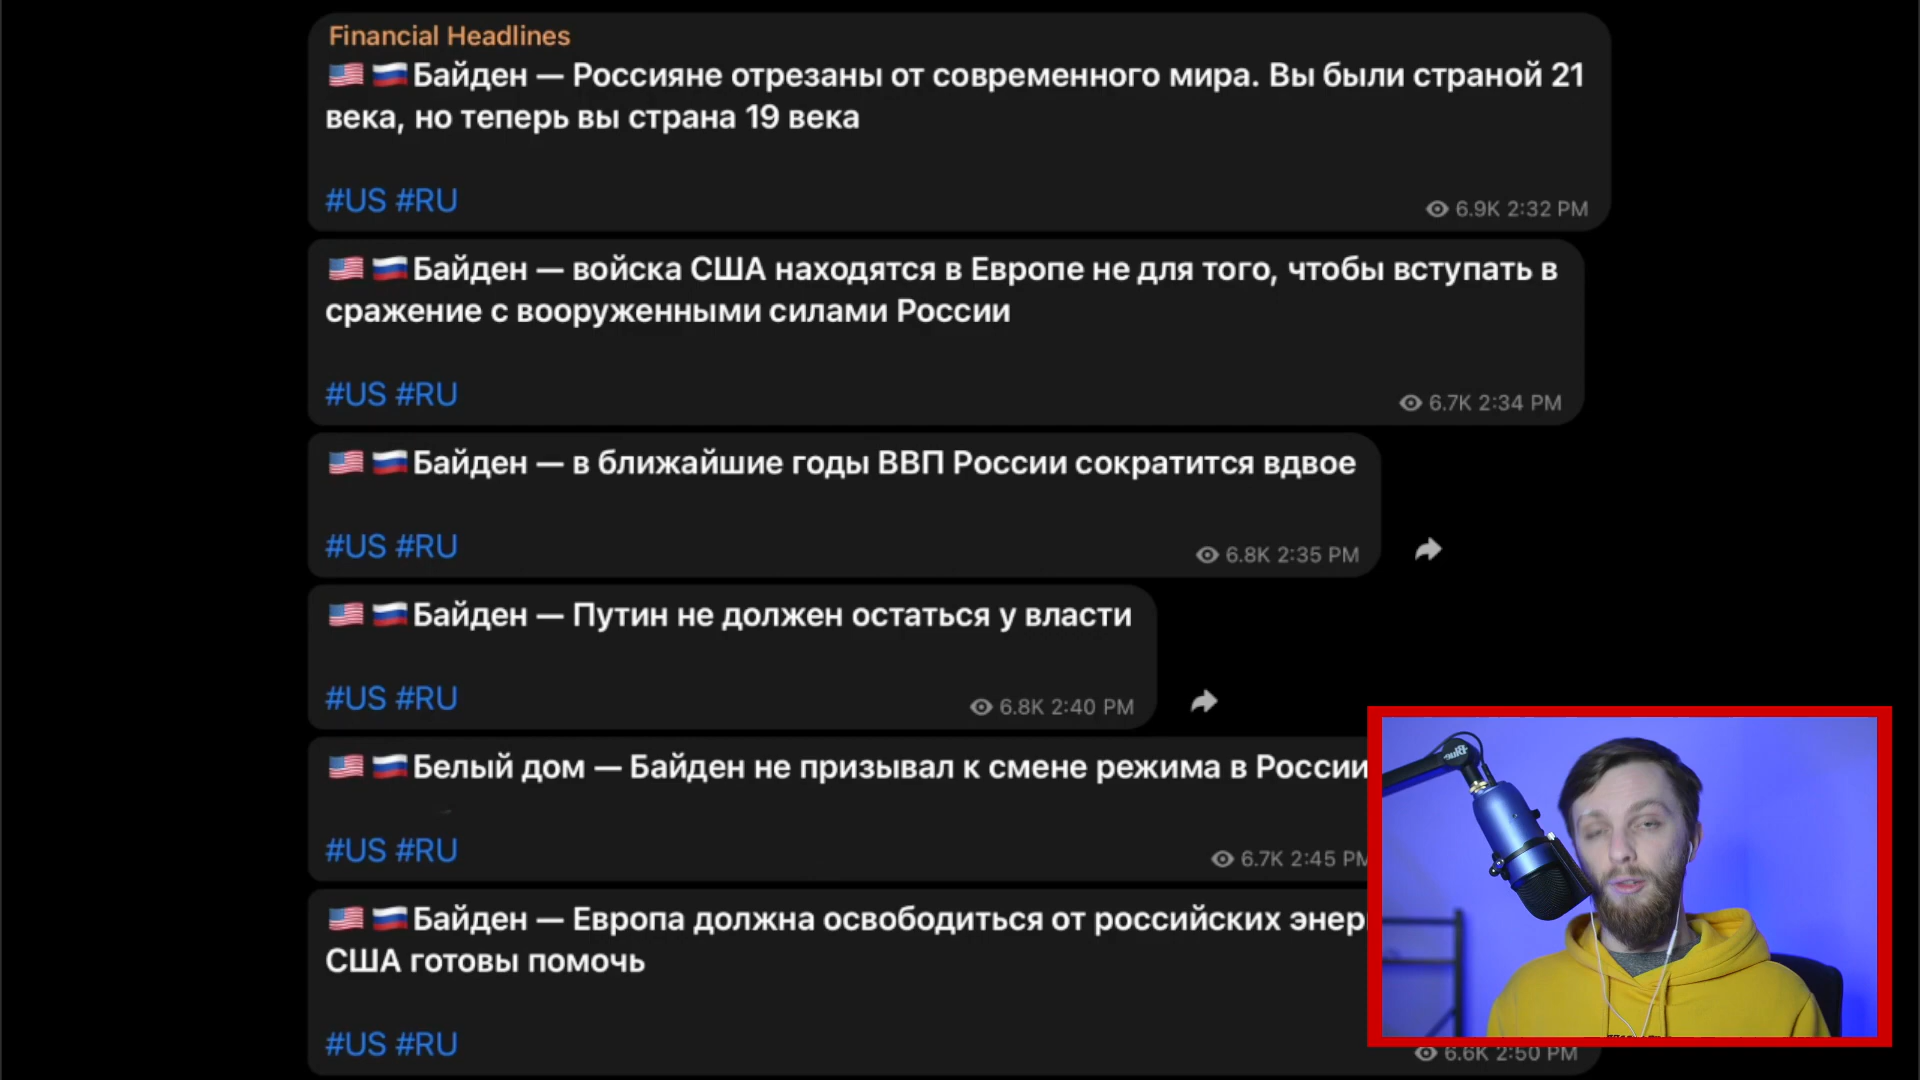 Financial Headlines
Байден — Россияне отрезаны от современного мира. Вы были страной 21
века, но теперь вы страна 19 века
#US #RU
6.9K 2:32 PM
Байден — войска США находятся в Европе не для того, чтобы вступать в
сражение с вооруженными силами России
#US #RU
6.7K 2:34 PM
Байден — в ближайшие годы ВВП России сократится вдвое
#US #RU
6.8K 2:35 PM
Байден — Путин не должен остаться у власти
#US #RU
6.8K 2:40 PM
Белый дом — Байден не призывал к смене режима в России
#US #RU
6.7K 2:45 PM
Байден — Европа должна освободиться от российских
США готовы помочь
#US #RU
6.6K 2:50 PM